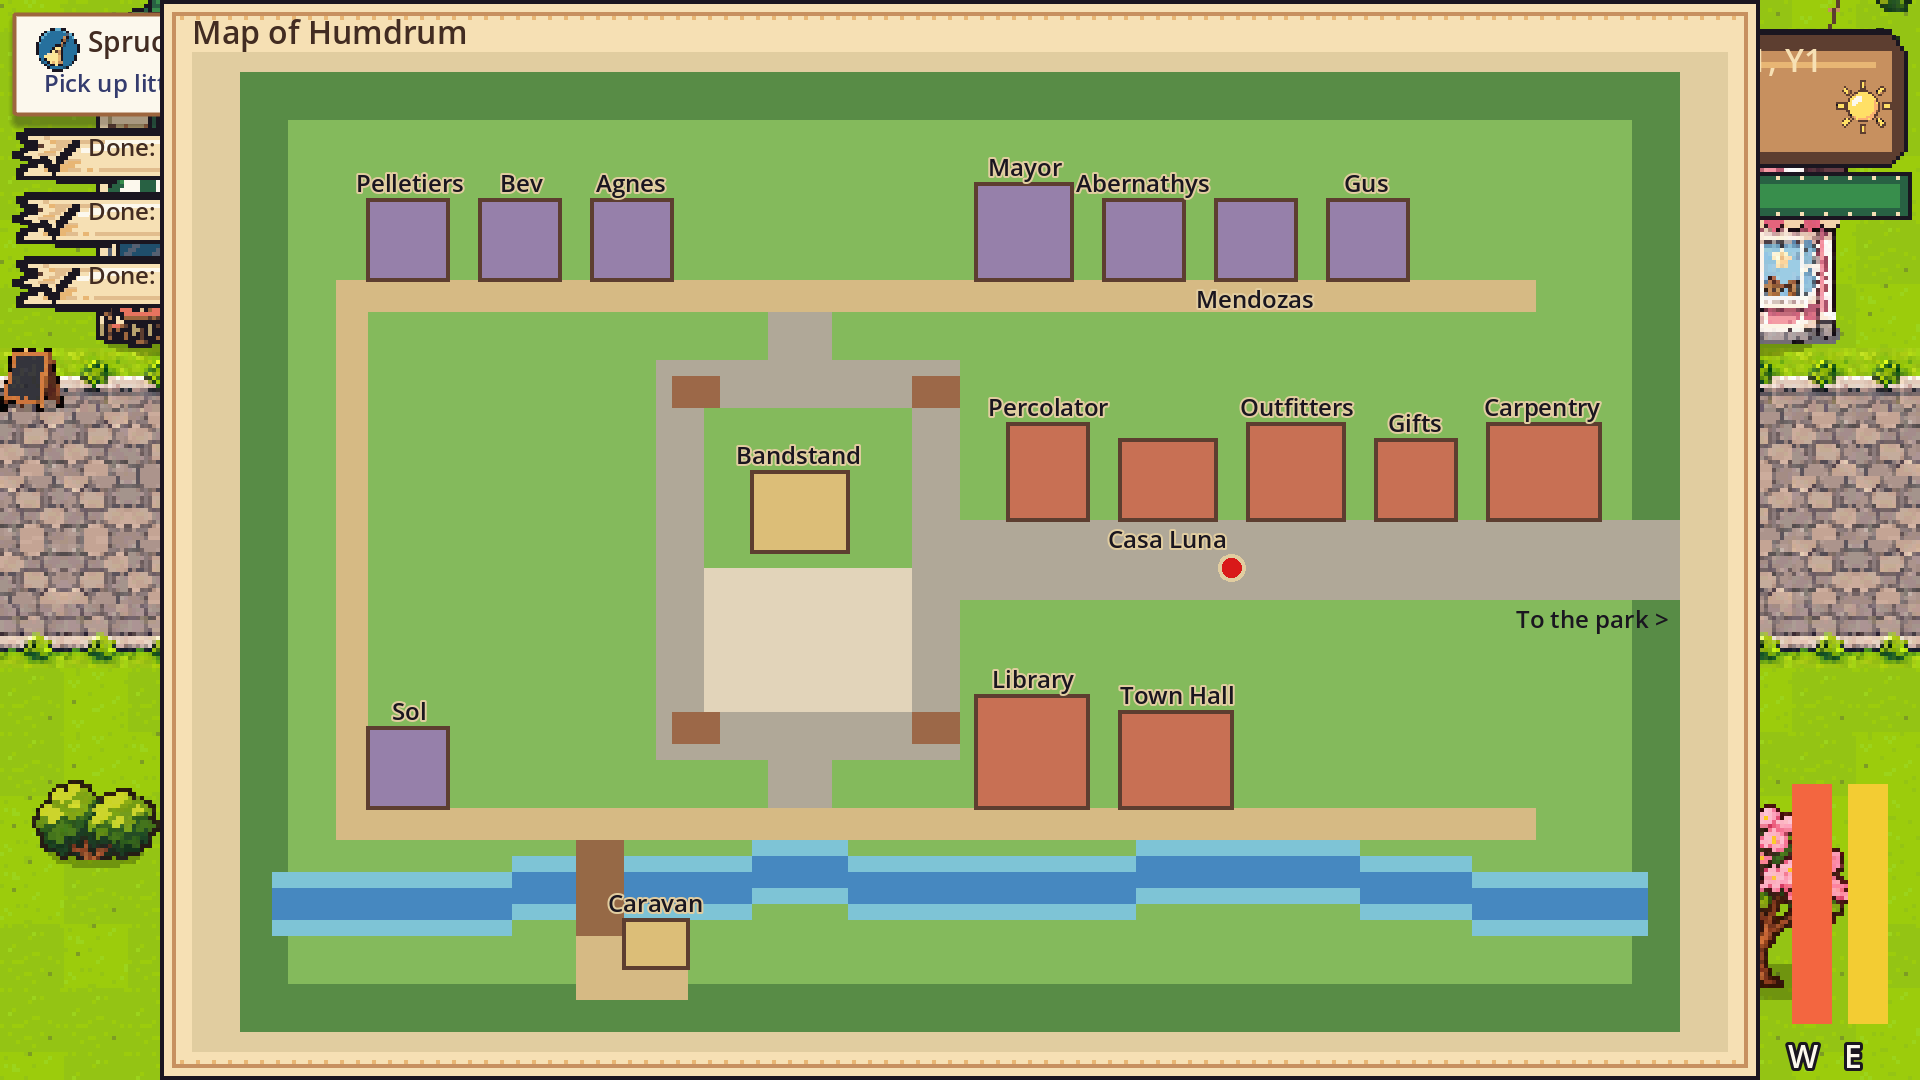 Map of Humdrum
Spruc
Pick up litt
, Y1
Done:
Done:
Done:
Mayor
Pelletiers
Bev
Agnes
Abernathys
Gus
Mendozas
Percolator
Outfitters
Carpentry
Gifts
Bandstand
Casa Luna
To the park >
Library
Town Hall
Sol
Caravan
W E